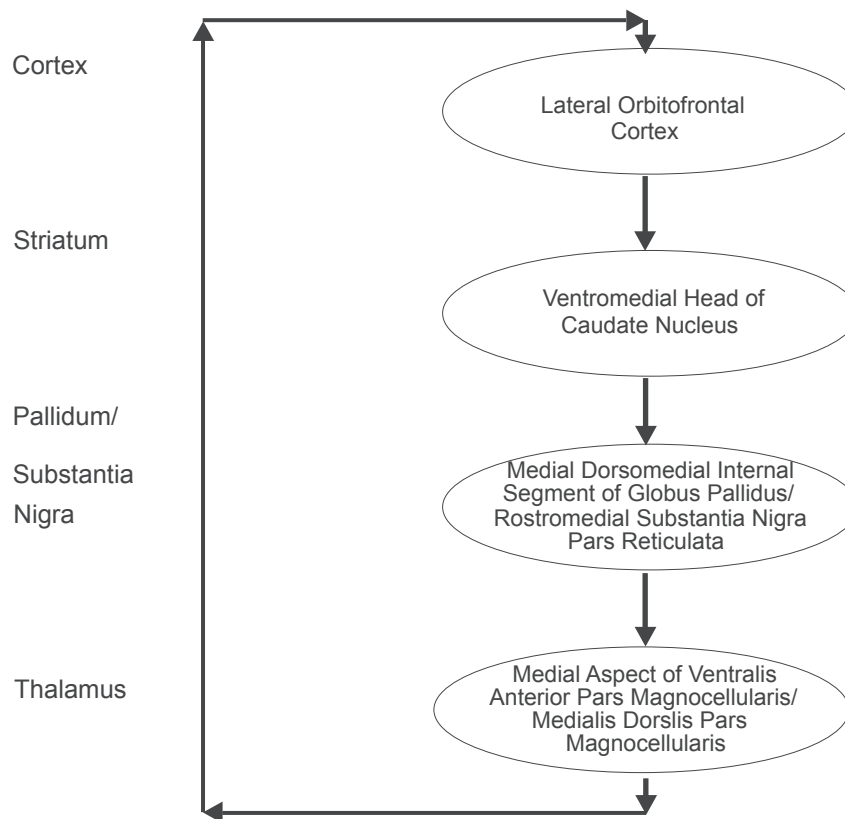 Cortex
Lateral Orbitofrontal
Cortex
Striatum
Ventromedial Head of
Caudate Nucleus
Pallidum/
Substantia
Nigra
Medial Dorsomedial Internal
Segment of Globus Pallidus/
Rostromedial Substantia Nigra
Pars Reticulata
Thalamus
Medial Aspect of Ventralis
Anterior Pars Magnocellularis/
Medialis Dorslis Pars
Magnocellularis